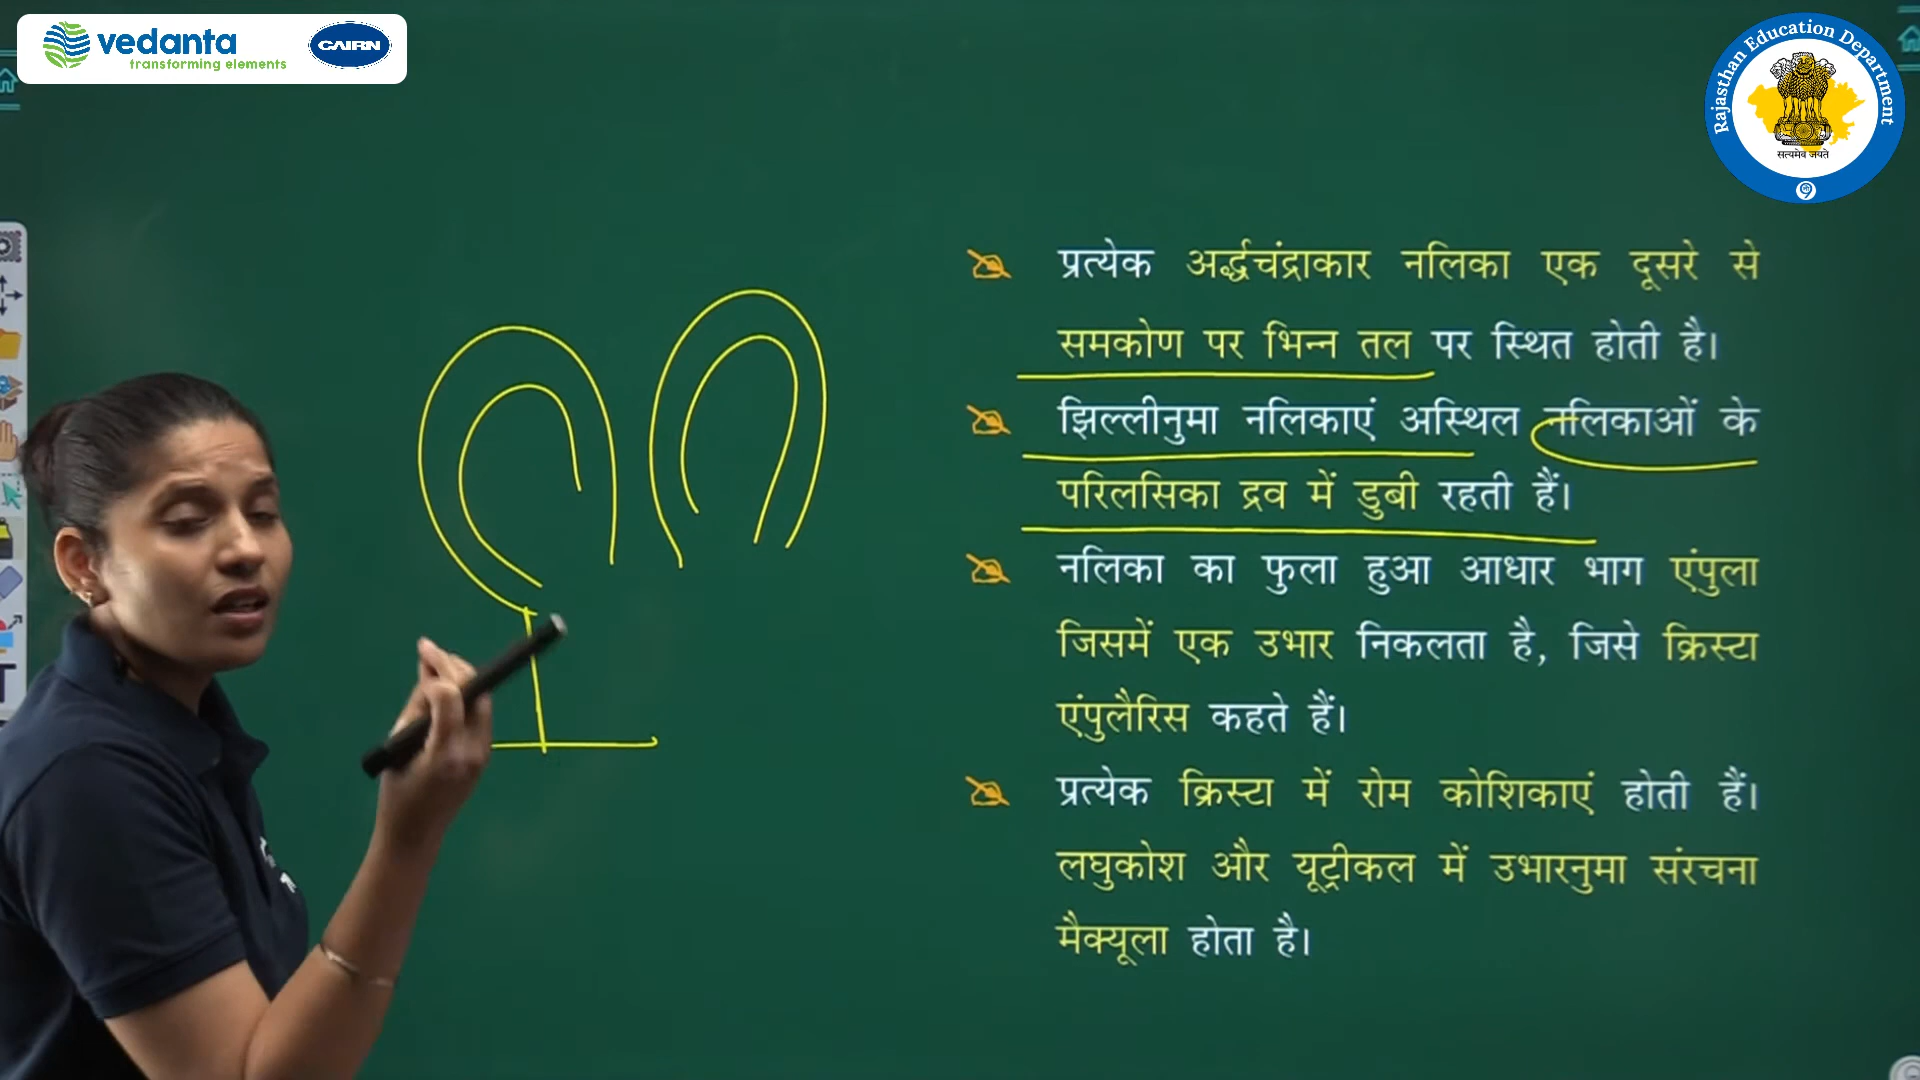 vedanta
transforming elements
CAIRN
Rajasthan Education Department
सत्यमेव जयते
प्रत्येक अर्द्धचंद्राकार नलिका एक दूसरे से
समकोण पर भिन्न तल पर स्थित होती है।
झिल्लीनुमा नलिकाएं अस्थिल नलिकाओं के
परिलसिका द्रव में डुबी रहती हैं।
नलिका का फुला हुआ आधार भाग एंपुला
जिसमें एक उभार निकलता है, जिसे क्रिस्टा
एंपुलैरिस कहते हैं।
प्रत्येक क्रिस्टा में रोम कोशिकाएं होती हैं।
लघुकोश और यूट्रीकल में उभारनुमा संरचना
मैक्यूला होता है।